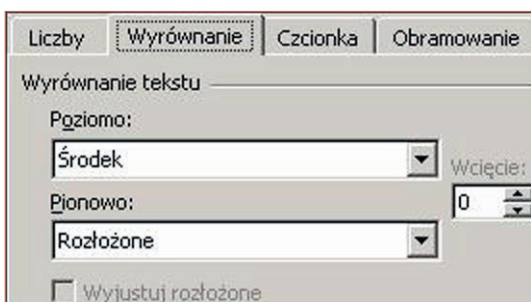 Liczby Wyrównanie Czcionka Obramowanie
Wyrównanie tekstu
Poziomo:
Środek
Wcięcie:
Pionowo:
0
Rozłożone
Wyjustuj rozłożone